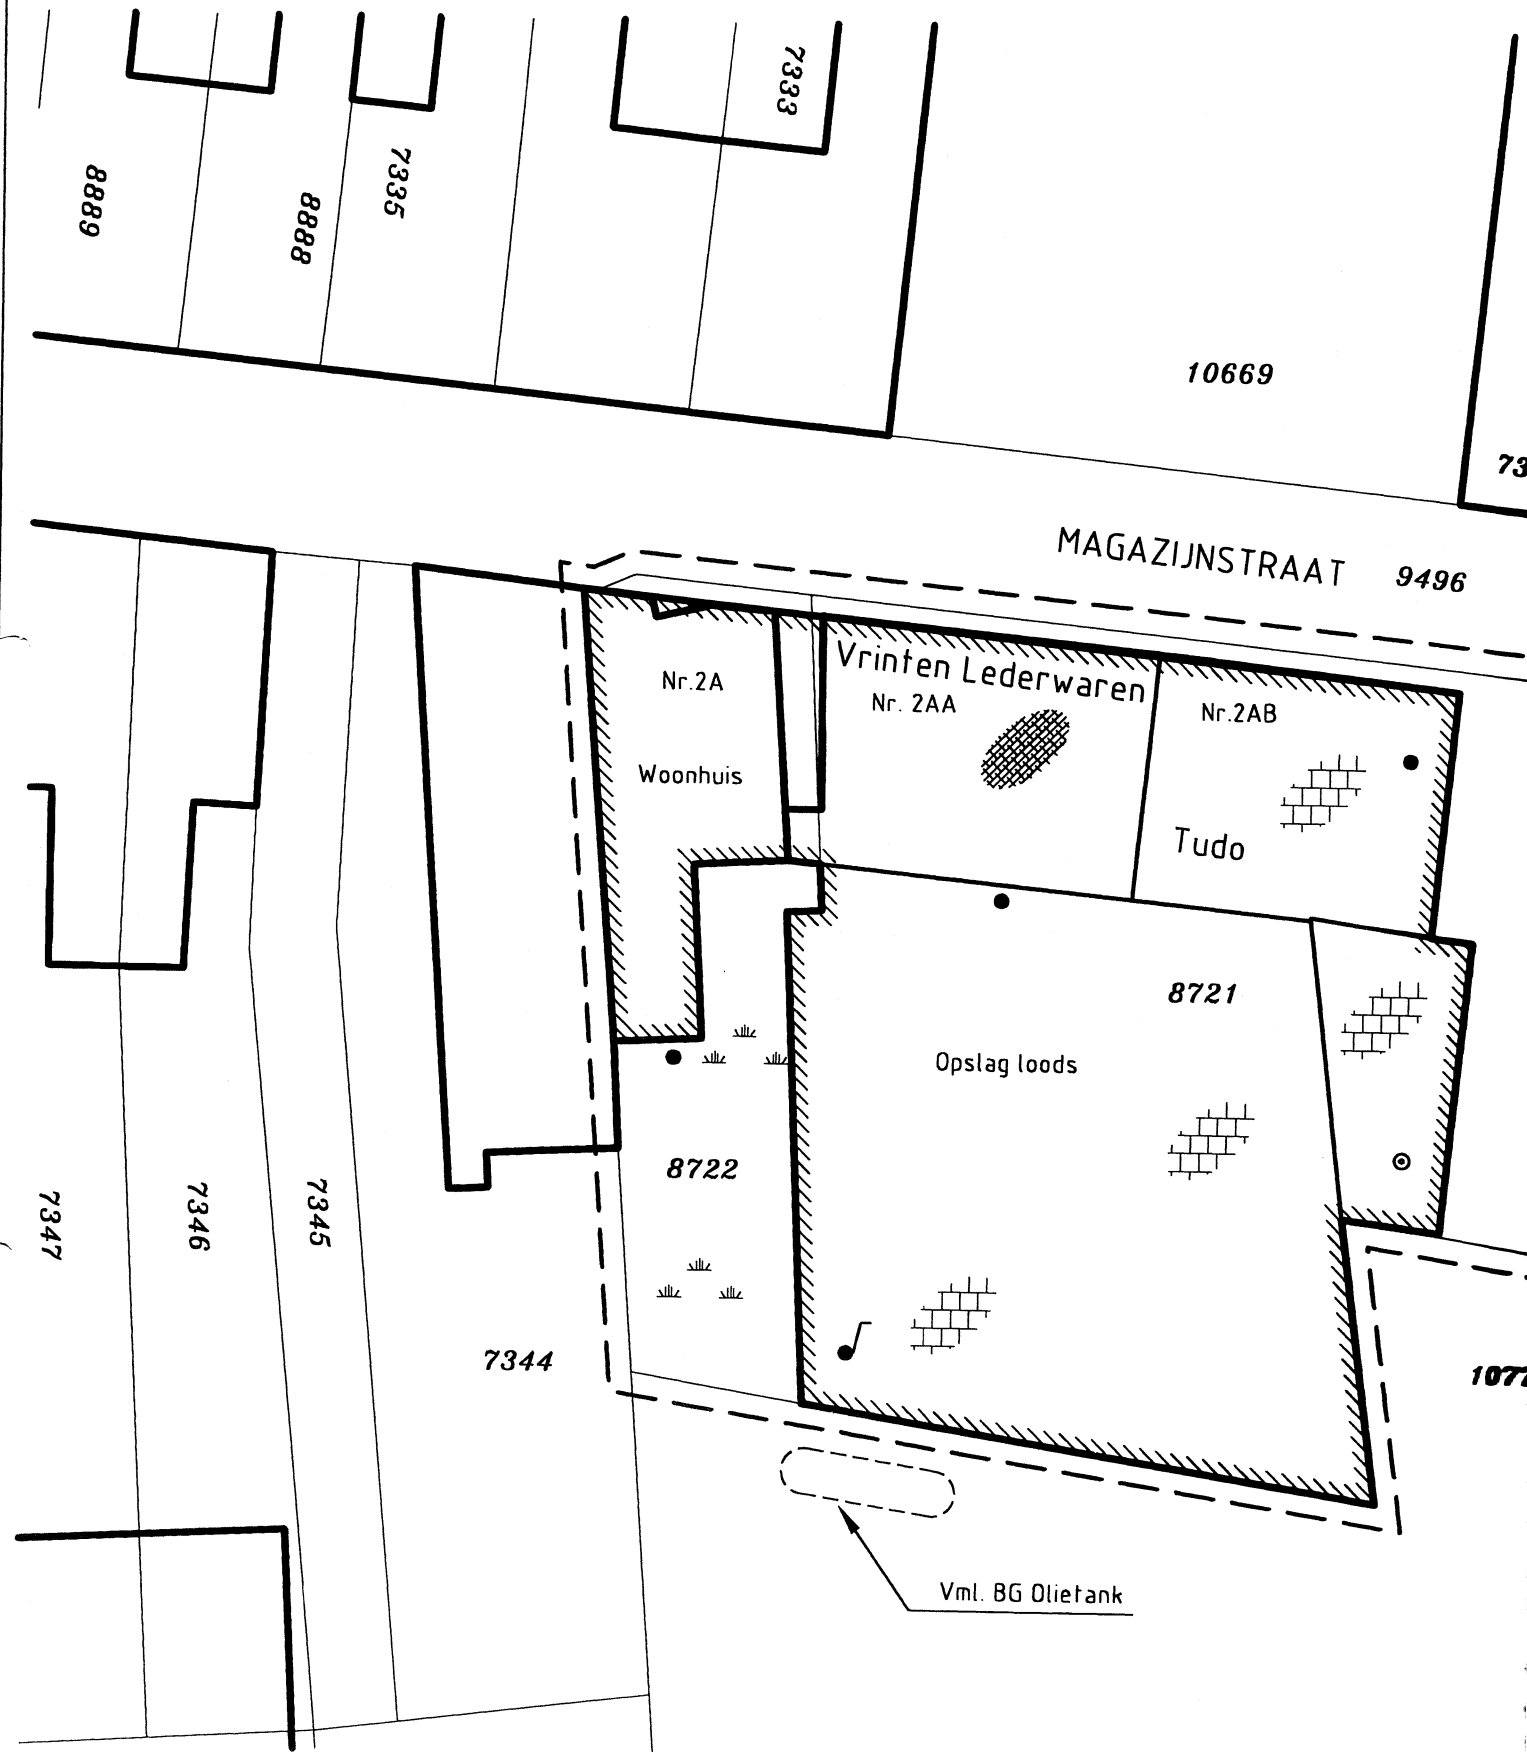 7333
7335
8889
8888
10669
73
MAGAZIJNSTRAAT 9496
Vrinten Lederwaren
Nr.2A
Nr. 2AA
Nr.2AB
Woonhuis
Tudo
8721
Opslag loods
8722
7347
7346
7345
7344
Vml. BG Olietank